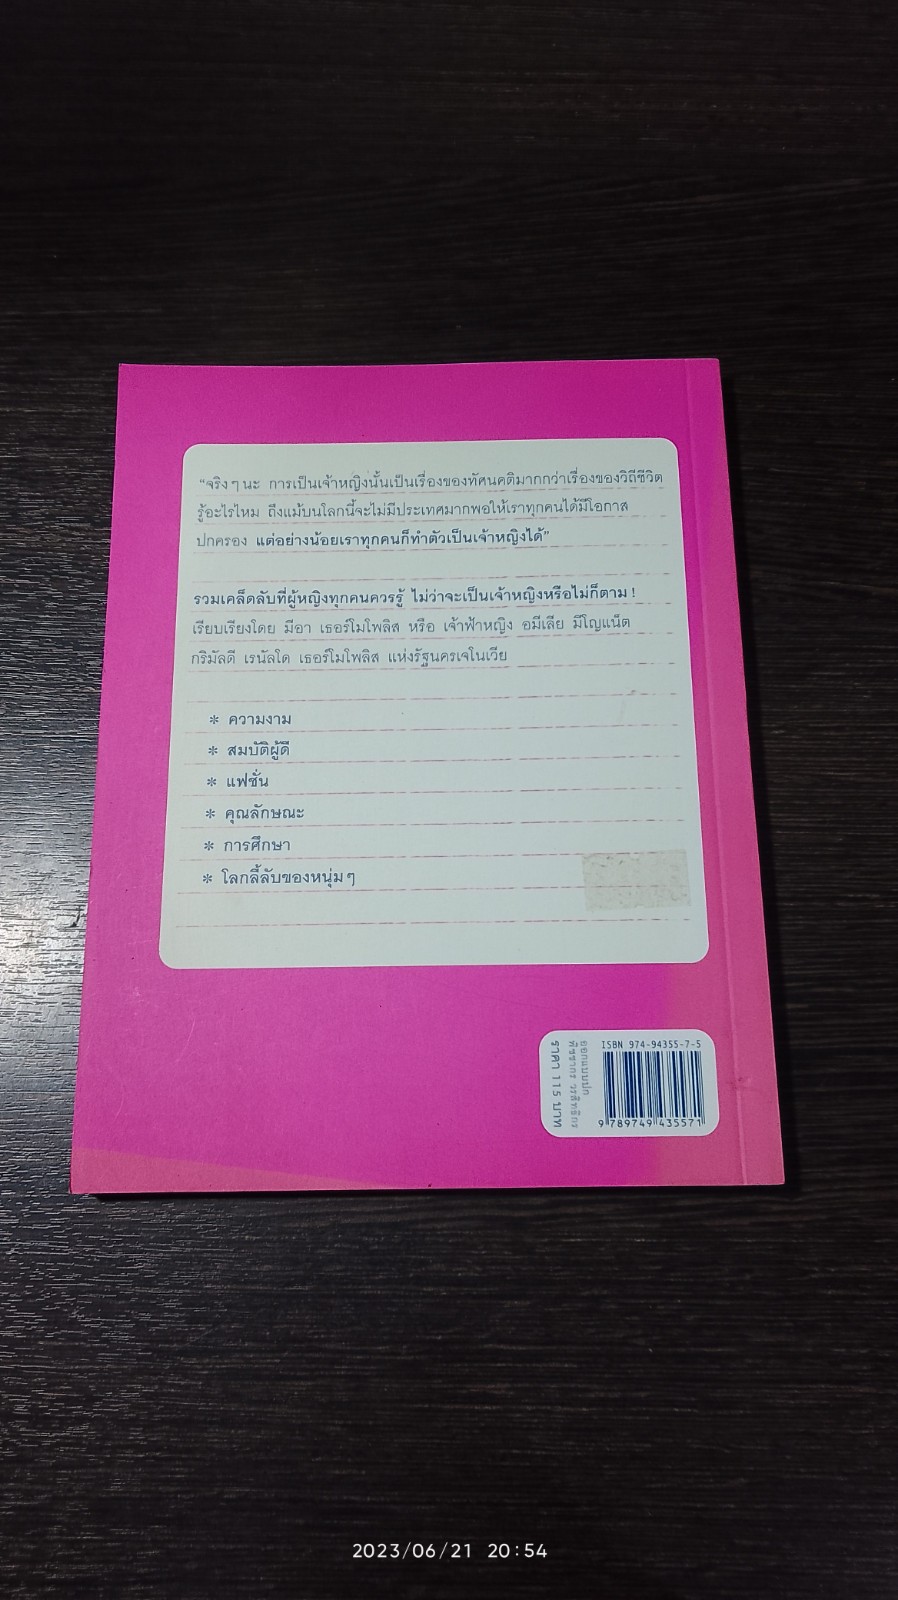 “จริง ๆ นะ การเป็นเจ้าหญิงนั้นเป็นเรื่องของทัศนคติมากกว่าเรื่องของวิถีชีวิต
รู้อะไรไหม ถึงแม้บนโลกนี้จะไม่มีประเทศมากพอให้เราทุกคนได้มีโอกาส
ปกครอง แต่อย่างน้อยเราทุกคนก็ทำตัวเป็นเจ้าหญิงได้”
รวมเคล็ดลับที่ผู้หญิงทุกคนควรรู้ ไม่ว่าจะเป็นเจ้าหญิงหรือไม่ก็ตาม !
เรียบเรียงโดย มีอา เธอร์โมโพลิส หรือ เจ้าฟ้าหญิง อมีเลีย มีโญแน็ต
กริมัลดี เรนัลโด เธอร์โมโพลิส แห่งรัฐนครเจโนเวีย
* ความงาม
* สมบัติผู้ดี
* แฟชั่น
* คุณลักษณะ
* การศึกษา
* โลกลี้ลับของหนุ่ม ๆ
ISBN 974-94355-7-5
9 789749 435571
ออกแบบปก
ราคา 115 บาท
2023/06/21 20:54